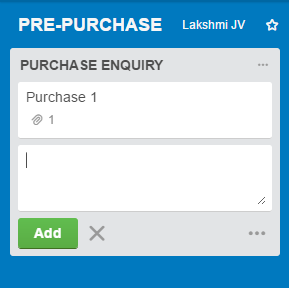 PRE-PURCHASE Lakshmi JV
PURCHASE ENQUIRY
Purchase 1
1
Add